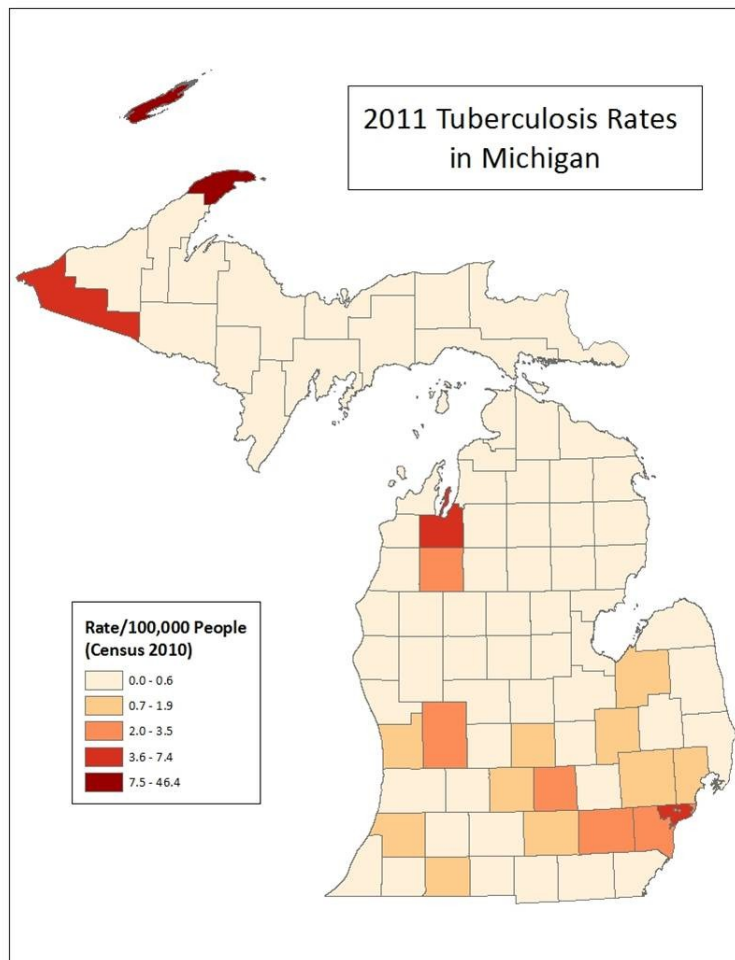 2011 Tuberculosis Rates
in Michigan
Rate/100,000 People
(Census 2010)
0.0 - 0.6
0.7 - 1.9
2.0 - 3.5
3.6 - 7.4
7.5 - 46.4